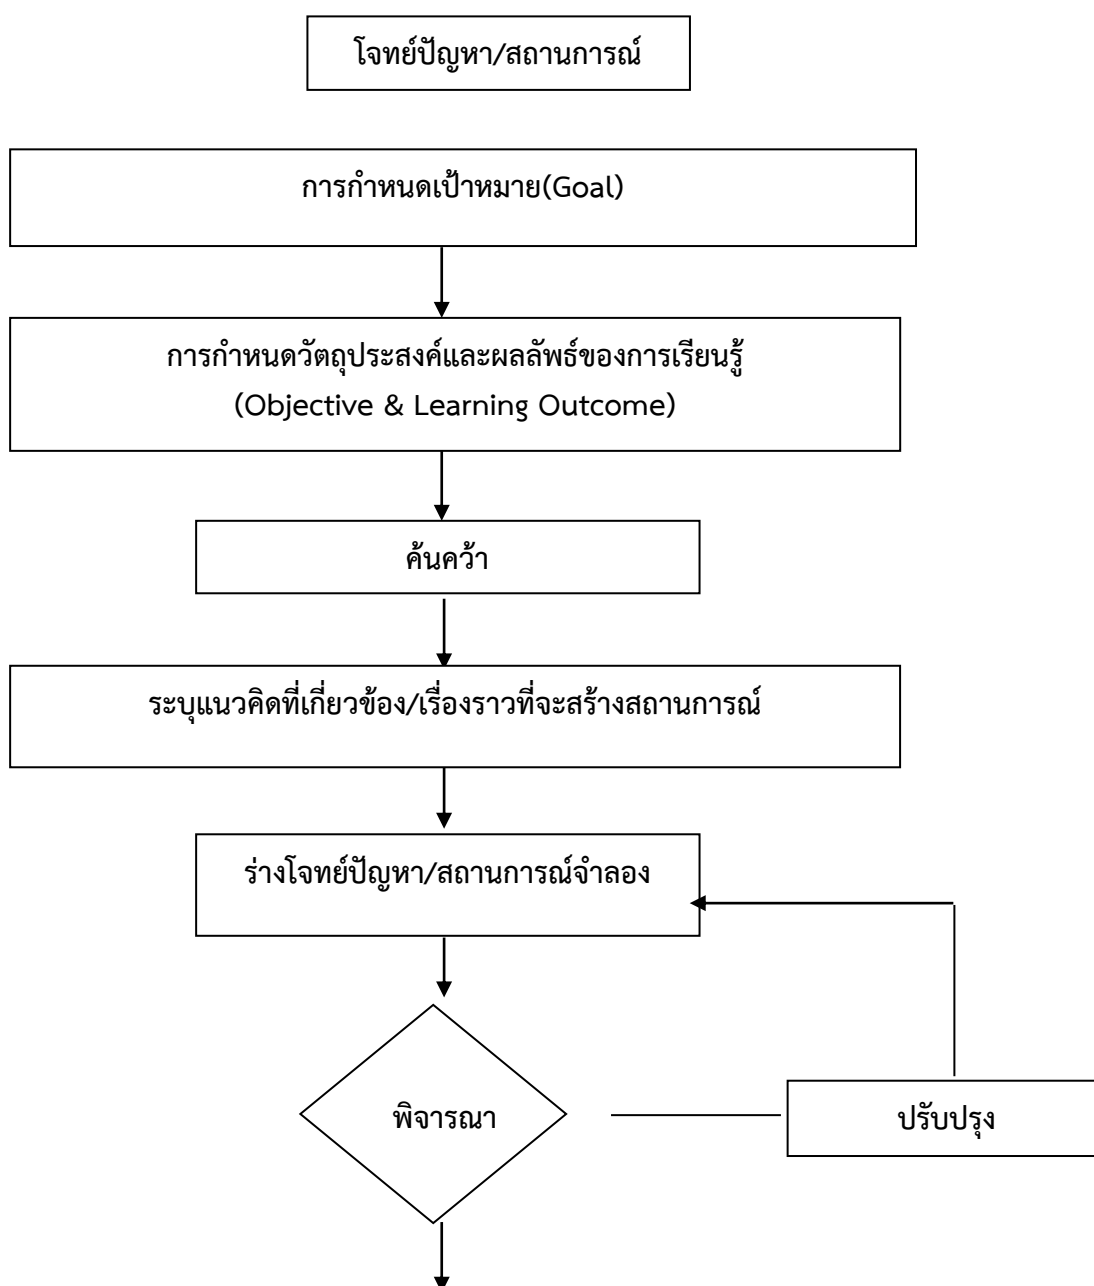 โจทย์ปัญหา/สถานการณ์
การกำหนดเป้าหมาย(Goal)
การกำหนดวัตถุประสงค์และผลลัพธ์ของการเรียนรู้
(Objective & Learning Outcome)
ค้นคว้า
ระบุแนวคิดที่เกี่ยวข้อง/เรื่องราวที่จะสร้างสถานการณ์
ร่างโจทย์ปัญหา/สถานการณ์จำลอง
พิจารณา
ปรับปรุง